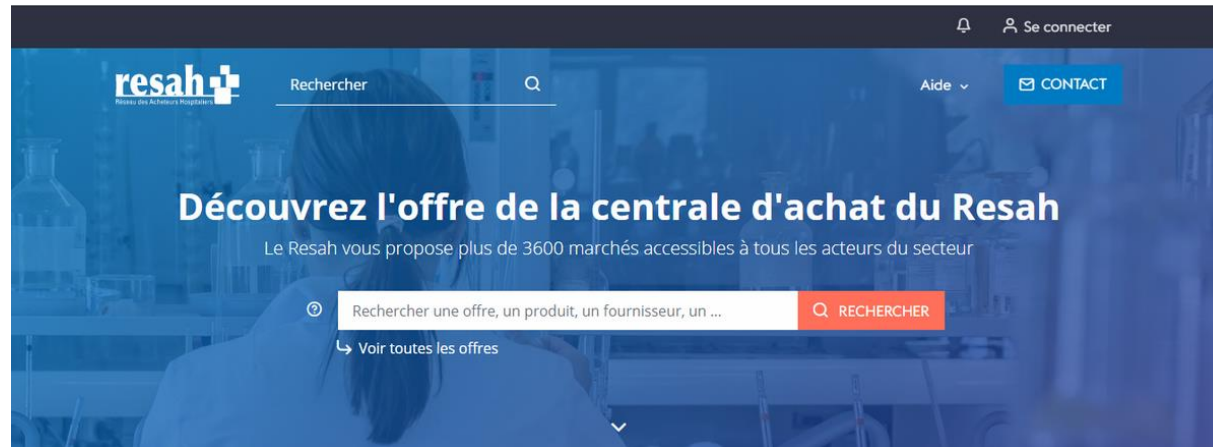 Se connecter
resah
Réseau des Acheteurs Hospitaliers
Rechercher
Aide
CONTACT
Découvrez l'offre de la centrale d'achat du Resah
Le Resah vous propose plus de 3600 marchés accessibles à tous les acteurs du secteur
Rechercher une offre, un produit, un fournisseur, un ...
RECHERCHER
Voir toutes les offres